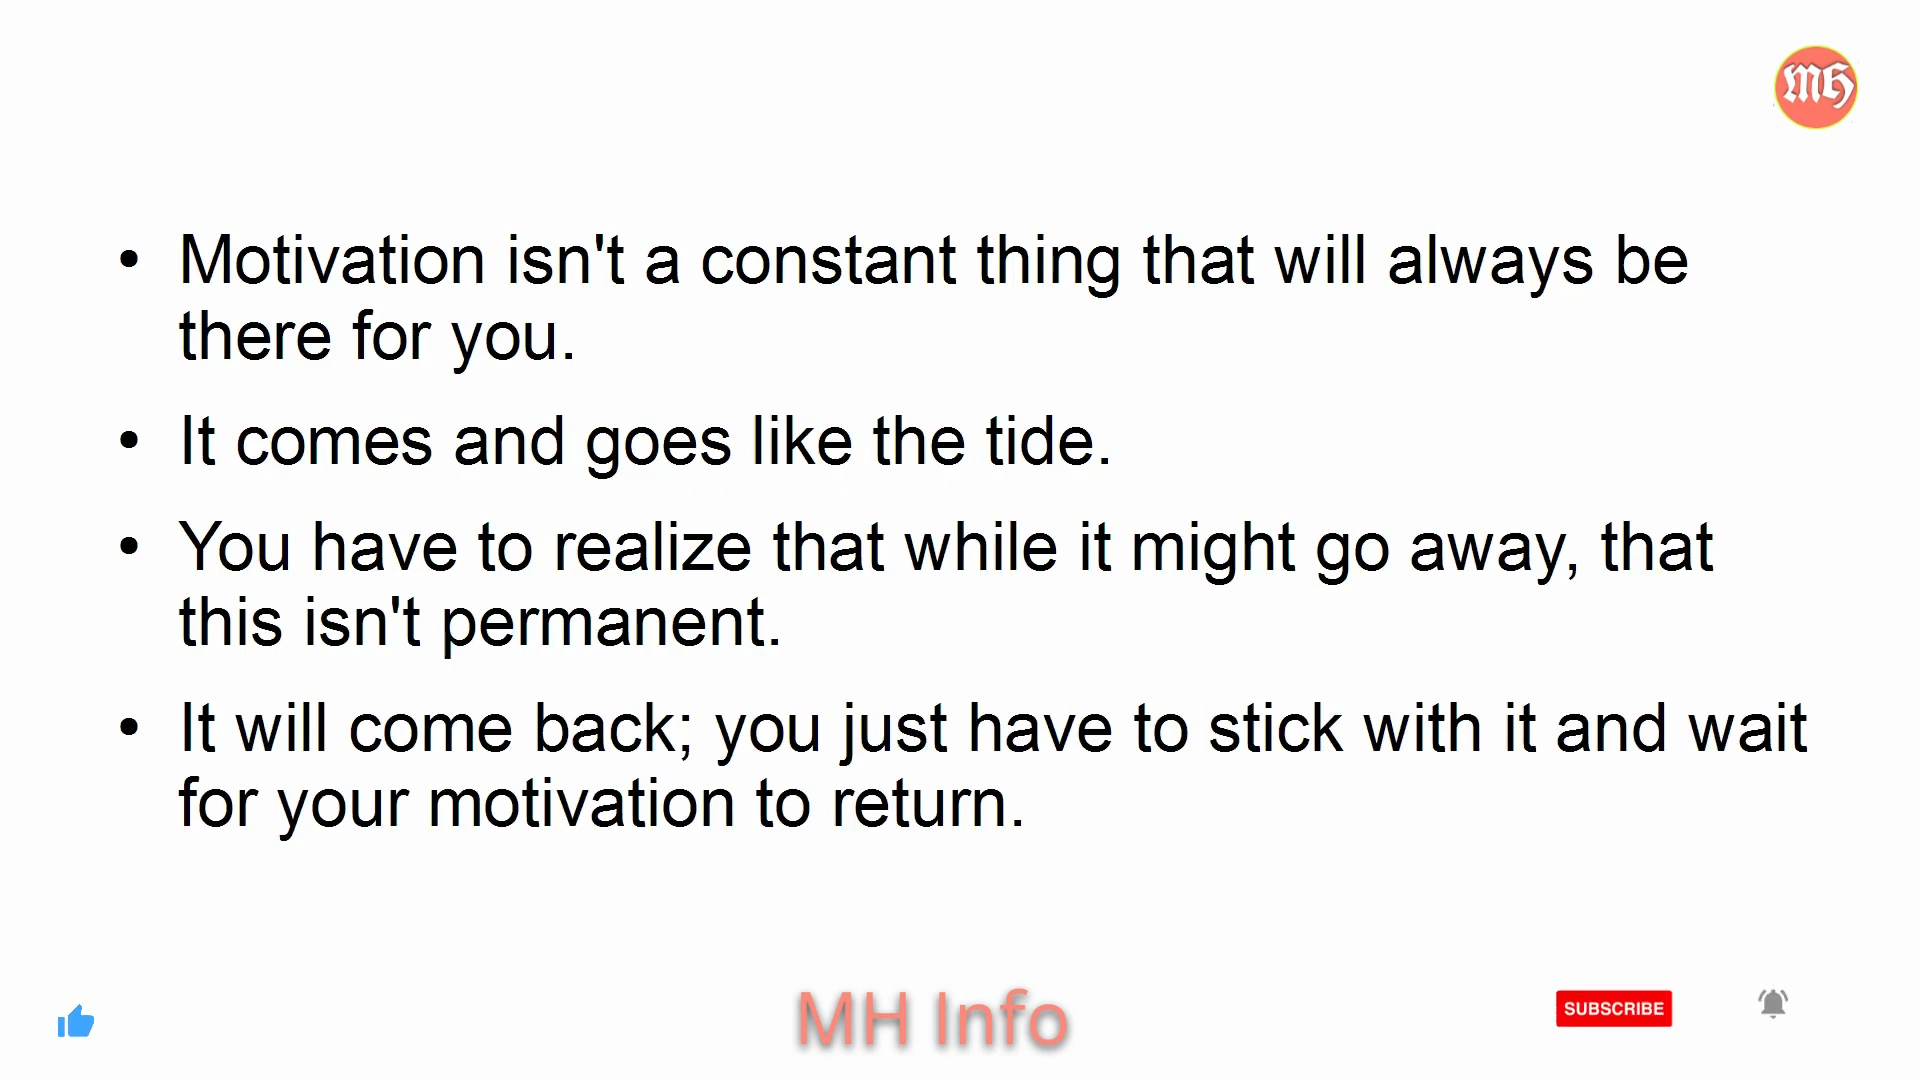 MH
• Motivation isn't a constant thing that will always be
there for you.
• It comes and goes like the tide.
• You have to realize that while it might go away, that
this isn't permanent.
• It will come back; you just have to stick with it and wait
for your motivation to return.
MH Info
SUBSCRIBE